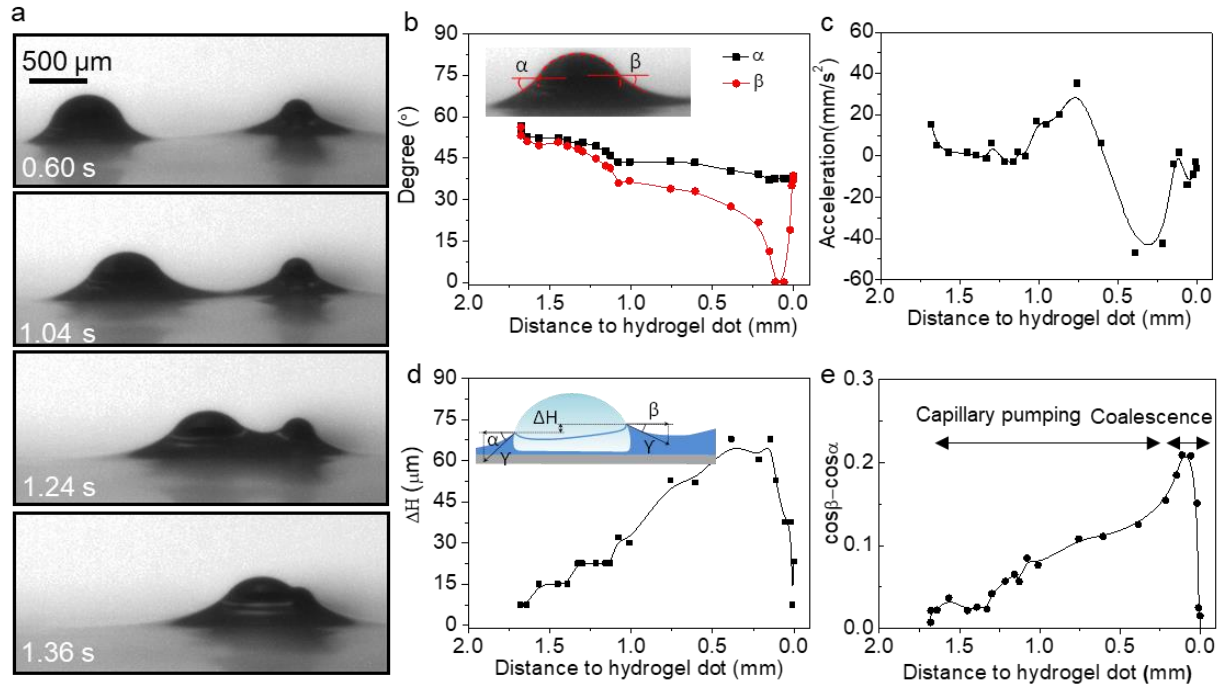 a
500 µm
0.60 s
1.04 s
1.24 s
1.36 s
b
90
75
60
45
30
15
0
Degree (°)
α
β
α
β
2.0 1.5 1.0 0.5 0.0
Distance to hydrogel dot (mm)
c
60
40
20
0
-20
-40
-60
Acceleration(mm/s²)
2.0 1.5 1.0 0.5 0.0
Distance to hydrogel dot (mm)
d
90
75
60
45
30
15
0
ΔH (µm)
ΔH
β
α
γ
γ
2.0 1.5 1.0 0.5 0.0
Distance to hydrogel dot (mm)
e
0.3
0.2
0.1
0.0
cosβ-cosα
Capillary pumping Coalescence
2.0 1.5 1.0 0.5 0.0
Distance to hydrogel dot (mm)